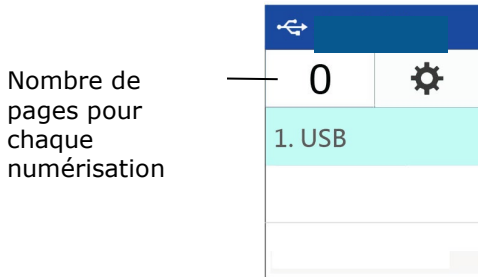 Nombre de
pages pour
chaque
numérisation
0
1. USB